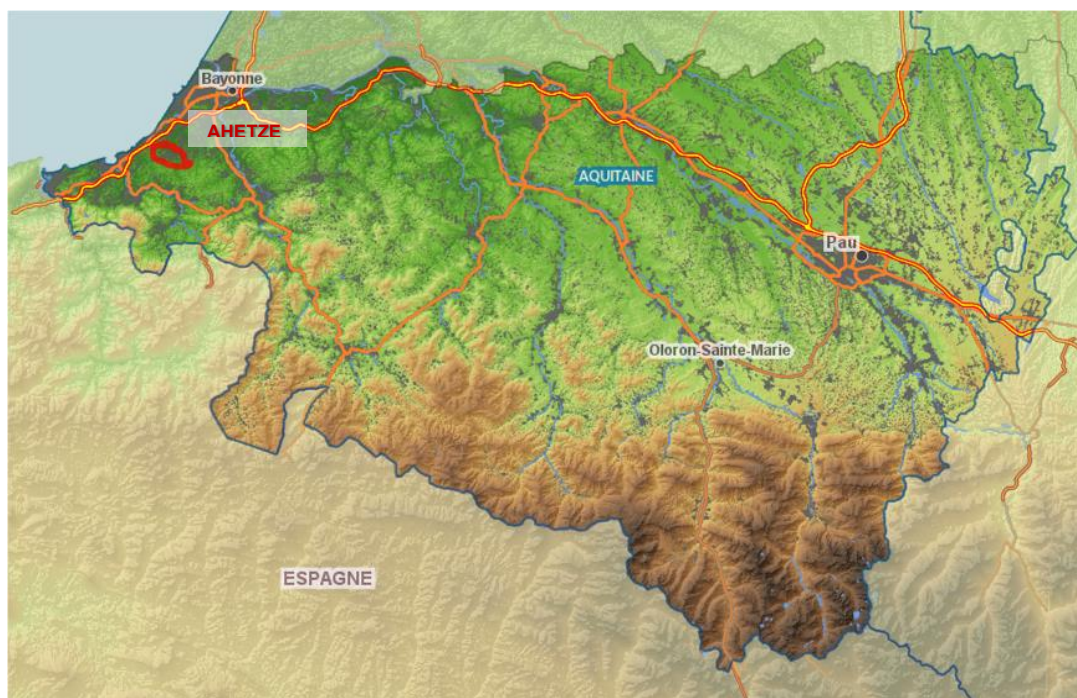 Bayonne
AHETZE
AQUITAINE
Pau
Oloron-Sainte-Marie
ESPAGNE